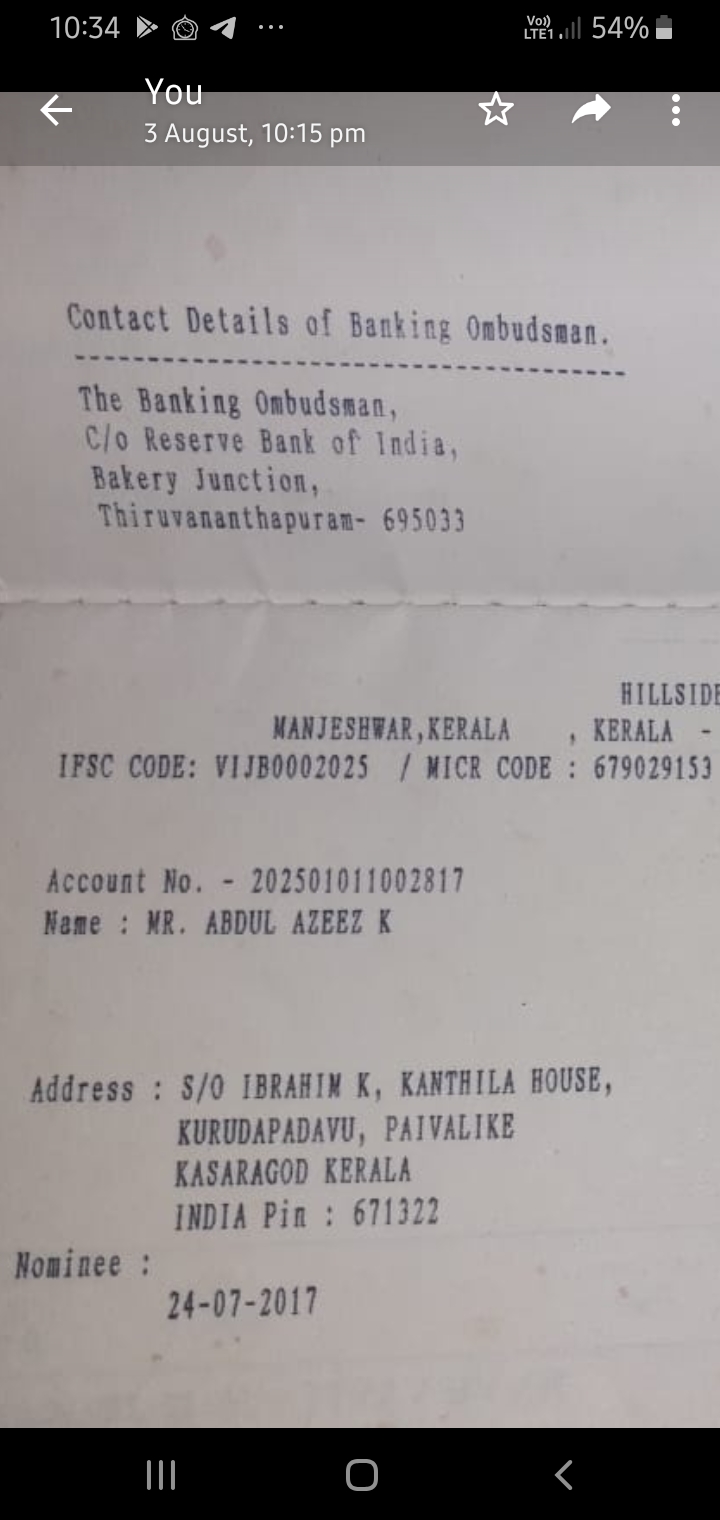 10:34 ... Vo)) LTE1 54%
You
3 August, 10:15 pm
Contact Details of Banking Ombudsman.
The Banking Ombudsman,
C/o Reserve Bank of India,
Bakery Junction,
Thiruvananthapuram- 695033
HILLSIDE
MANJESHWAR,KERALA , KERALA -
IFSC CODE: VIJB0002025 / MICR CODE : 679029153
Account No. - 202501011002817
Name : MR. ABDUL AZEEZ K
Address : S/O IBRAHIM K, KANTHILA HOUSE,
KURUDAPADAVU, PAIVALIKE
KASARAGOD KERALA
INDIA Pin : 671322
Nominee :
24-07-2017